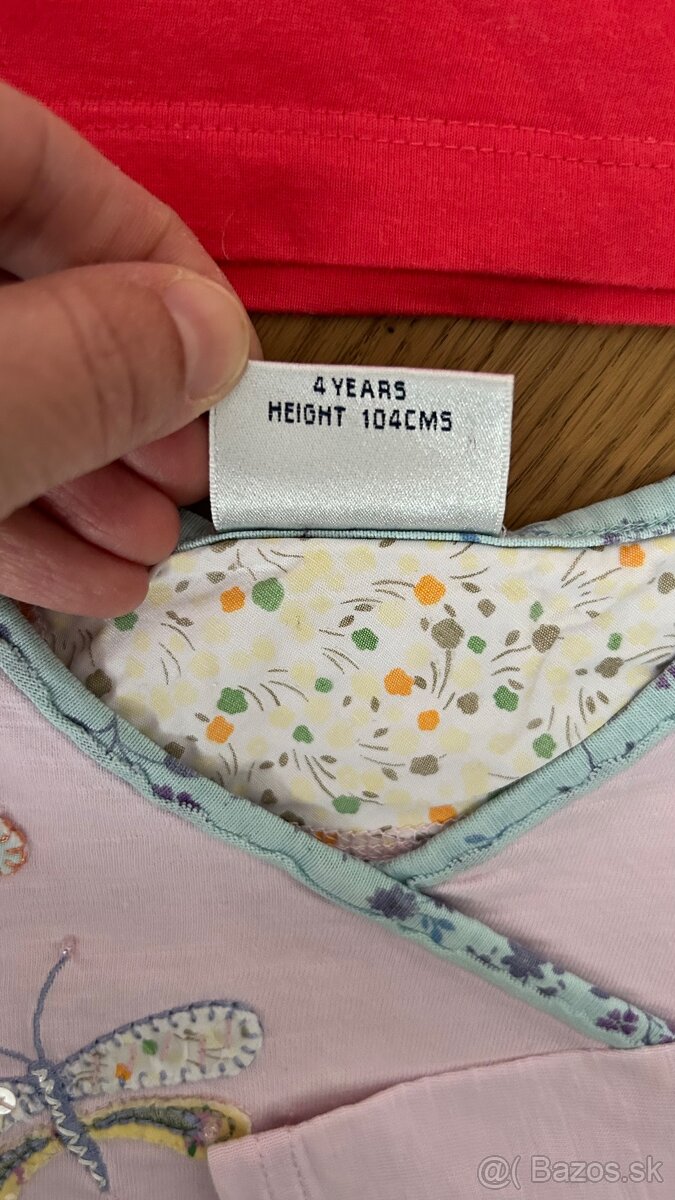 4 YEARS
HEIGHT 104CMS
@( Bazos.sk